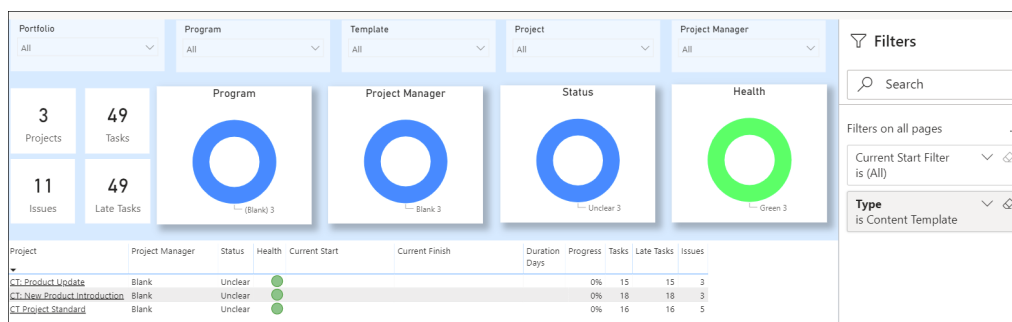 Portfolio
All
Program
All
Template
All
Project
All
Project Manager
All
3
Projects
49
Tasks
11
Issues
49
Late Tasks
Program
(Blank) 3
Project Manager
Blank 3
Status
Unclear 3
Health
Green 3
Project Project Manager Status Health Current Start Current Finish Duration Days Progress Tasks Late Tasks Issues
CT: Product Update Blank Unclear 0% 15 15 3
CT: New Product Introduction Blank Unclear 0% 18 18 3
CT Project Standard Blank Unclear 0% 16 16 5
Filters
Search
Filters on all pages
Current Start Filter
is (All)
Type
is Content Template